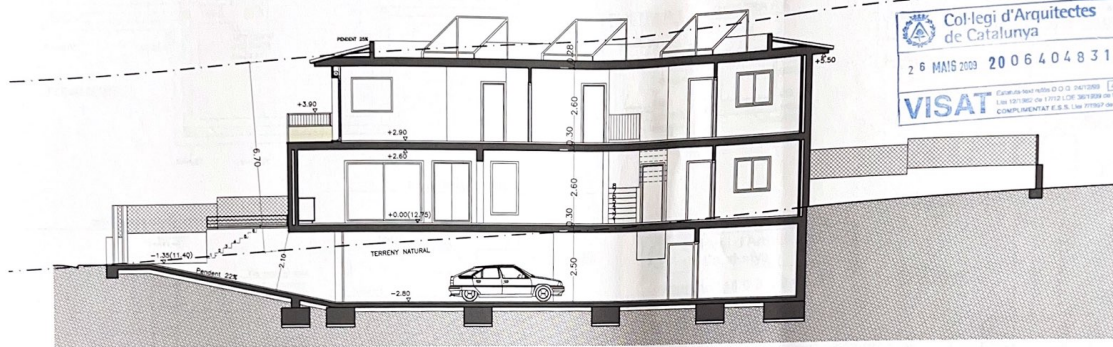 Col·legi d'Arquitectes
de Catalunya
26 MAIG 2009 2006404831
VISAT
PENDENT 25%
+5.50
0.28
+3.90
2.60
+2.90
0.30
+2.60
6.70
2.60
+0.00(12.75)
0.30
TERRENY NATURAL
-1.35(11.40)
2.10
Pendent 22%
2.50
-2.80